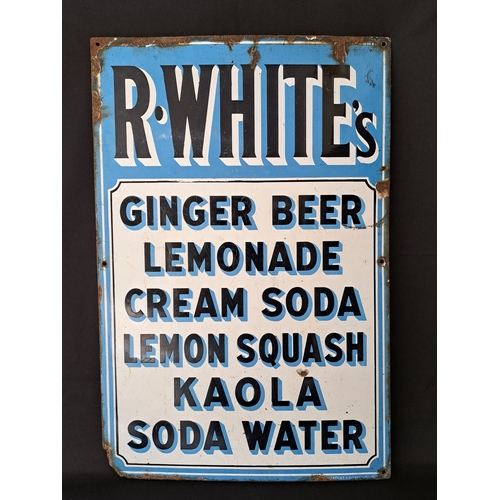 R·WHITE's
GINGER BEER
LEMONADE
CREAM SODA
LEMON SQUASH
KAOLA
SODA WATER